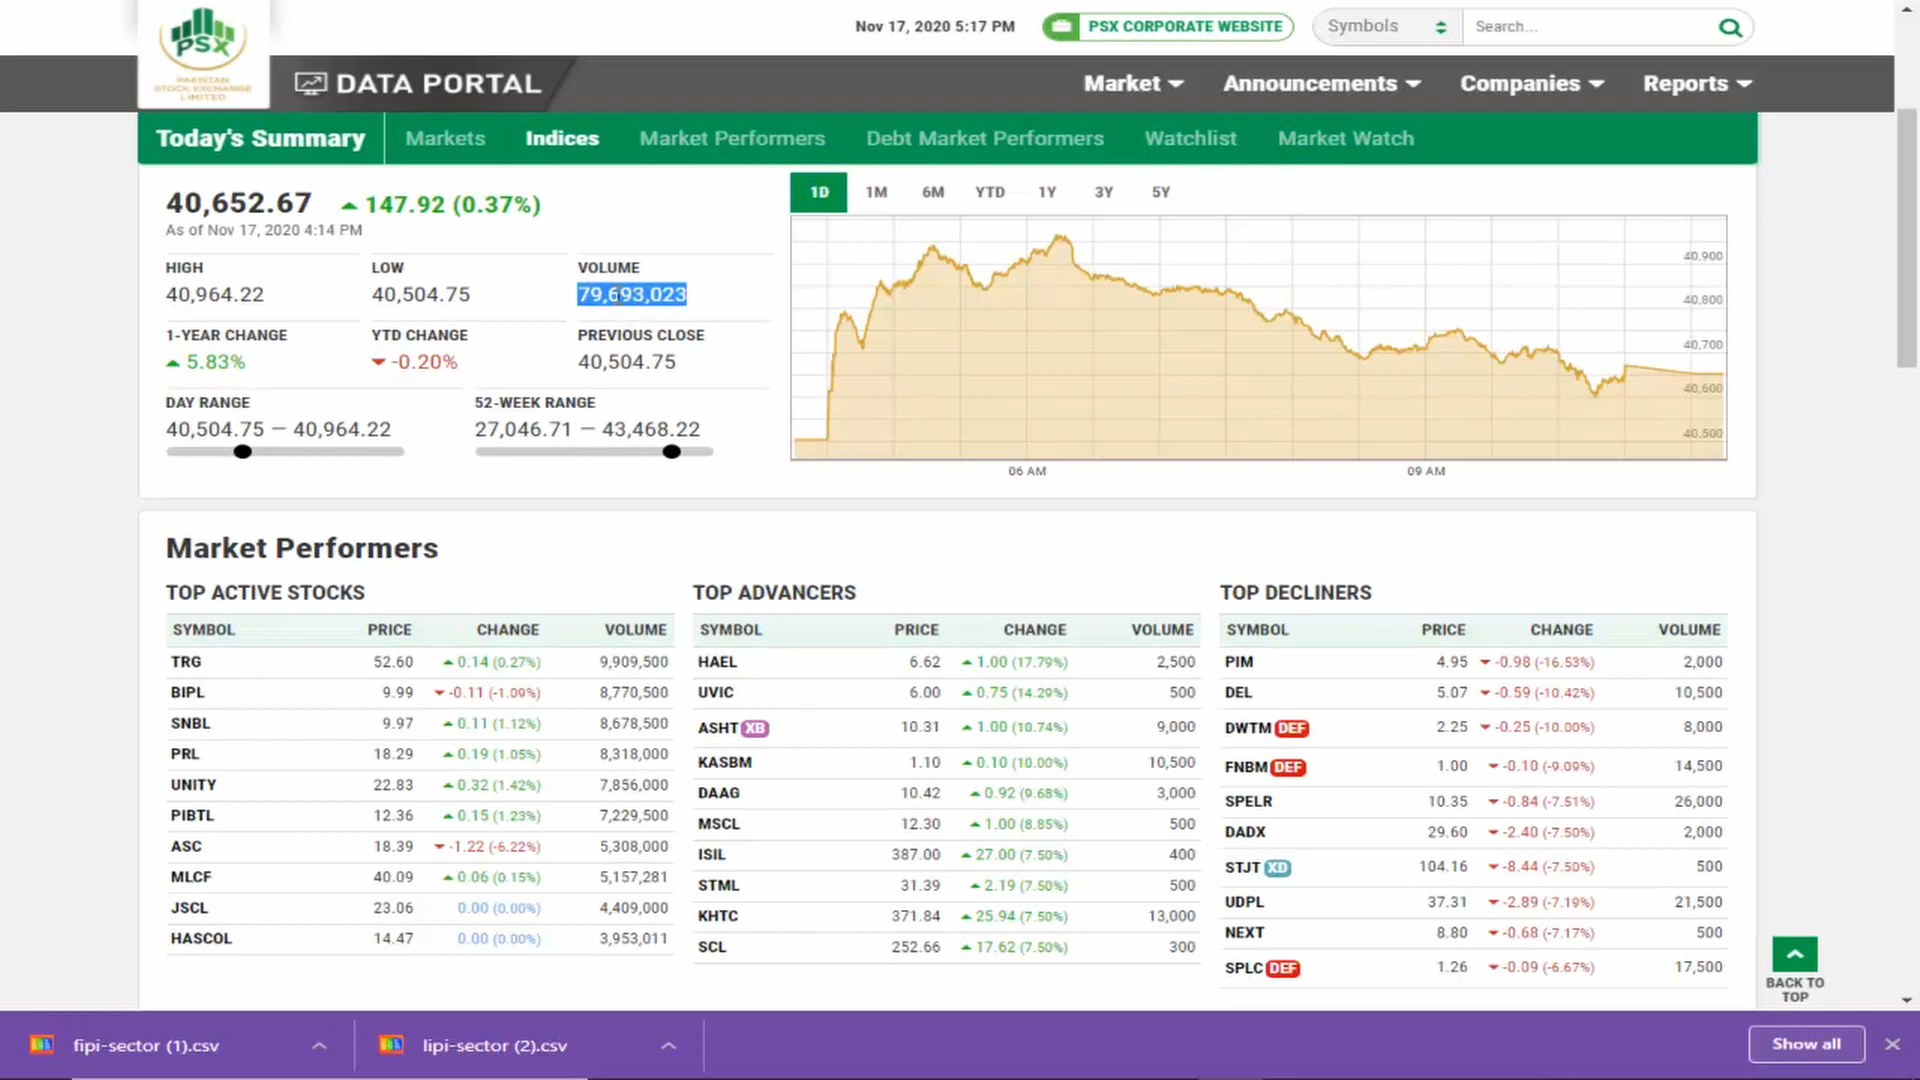 Nov 17, 2020 5:17 PM PSX CORPORATE WEBSITE Symbols Search...
PSX
PAKISTAN
STOCK EXCHANGE
LIMITED
DATA PORTAL Market Announcements Companies Reports
Today's Summary Markets Indices Market Performers Debt Market Performers Watchlist Market Watch
40,652.67 147.92 (0.37%)
As of Nov 17, 2020 4:14 PM
HIGH LOW VOLUME
40,964.22 40,504.75 79,693,023
1-YEAR CHANGE YTD CHANGE PREVIOUS CLOSE
5.83% -0.20% 40,504.75
DAY RANGE 52-WEEK RANGE
40,504.75 — 40,964.22 27,046.71 — 43,468.22
1D 1M 6M YTD 1Y 3Y 5Y
40,900
40,800
40,700
40,600
40,500
06 AM 09 AM
Market Performers
TOP ACTIVE STOCKS
SYMBOL PRICE CHANGE VOLUME
TRG 52.60 0.14 (0.27%) 9,909,500
BIPL 9.99 -0.11 (-1.09%) 8,770,500
SNBL 9.97 0.11 (1.12%) 8,678,500
PRL 18.29 0.19 (1.05%) 8,318,000
UNITY 22.83 0.32 (1.42%) 7,856,000
PIBTL 12.36 0.15 (1.23%) 7,229,500
ASC 18.39 -1.22 (-6.22%) 5,308,000
MLCF 40.09 0.06 (0.15%) 5,157,281
JSCL 23.06 0.00 (0.00%) 4,409,000
HASCOL 14.47 0.00 (0.00%) 3,953,011
TOP ADVANCERS
SYMBOL PRICE CHANGE VOLUME
HAEL 6.62 1.00 (17.79%) 2,500
UVIC 6.00 0.75 (14.29%) 500
ASHT XB 10.31 1.00 (10.74%) 9,000
KASBM 1.10 0.10 (10.00%) 10,500
DAAG 10.42 0.92 (9.68%) 3,000
MSCL 12.30 1.00 (8.85%) 500
ISIL 387.00 27.00 (7.50%) 400
STML 31.39 2.19 (7.50%) 500
KHTC 371.84 25.94 (7.50%) 13,000
SCL 252.66 17.62 (7.50%) 300
TOP DECLINERS
SYMBOL PRICE CHANGE VOLUME
PIM 4.95 -0.98 (-16.53%) 2,000
DEL 5.07 -0.59 (-10.42%) 10,500
DWTM DEF 2.25 -0.25 (-10.00%) 8,000
FNBM DEF 1.00 -0.10 (-9.09%) 14,500
SPELR 10.35 -0.84 (-7.51%) 26,000
DADX 29.60 -2.40 (-7.50%) 2,000
STJT XD 104.16 -8.44 (-7.50%) 500
UDPL 37.31 -2.89 (-7.19%) 21,500
NEXT 8.80 -0.68 (-7.17%) 500
SPLC DEF 1.26 -0.09 (-6.67%) 17,500
BACK TO
TOP
fipi-sector (1).csv lipi-sector (2).csv Show all